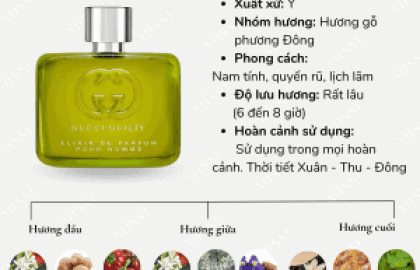 • Xuất xứ: Ý
• Nhóm hương: Hương gỗ
phương Đông
• Phong cách:
Nam tính, quyến rũ, lịch lãm
• Độ lưu hương: Rất lâu
(6 đến 8 giờ)
• Hoàn cảnh sử dụng:
Sử dụng trong mọi hoàn
cảnh. Thời tiết Xuân - Thu - Đông
GUCCI GUILTY
ELIXIR DE PARFUM
POUR HOMME
Hương đầu
Hương giữa
Hương cuối